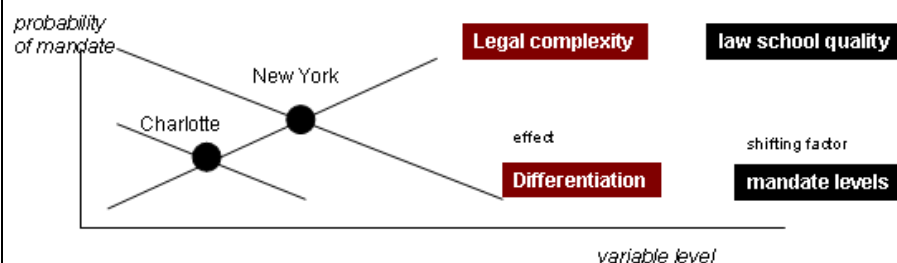 probability
of mandate
Legal complexity
law school quality
New York
Charlotte
effect
shifting factor
Differentiation
mandate levels
variable level